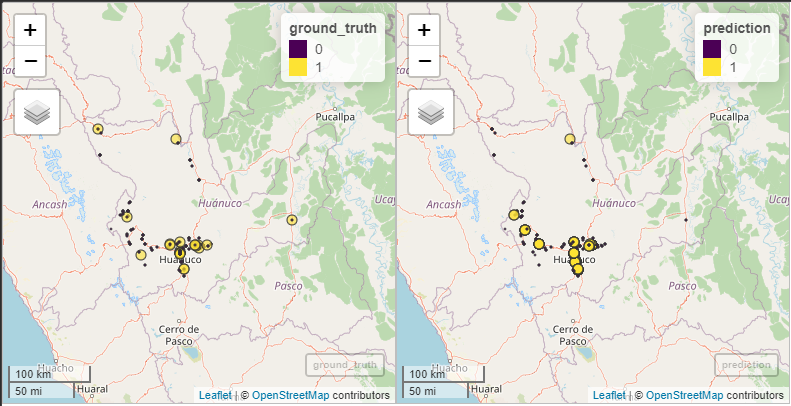 +
−
ground_truth
0
1
Pucallpa
Ancash
Huánuco
Ucay
Huánuco
Pasco
Cerro de
Pasco
Huacho
Huaral
100 km
50 mi
ground_truth
Leaflet | © OpenStreetMap contributors
+
−
prediction
0
1
Pucallpa
Ancash
Huánuco
Ucay
Pasco
Cerro de
Pasco
Huacho
Huaral
100 km
50 mi
prediction
Leaflet | © OpenStreetMap contributors